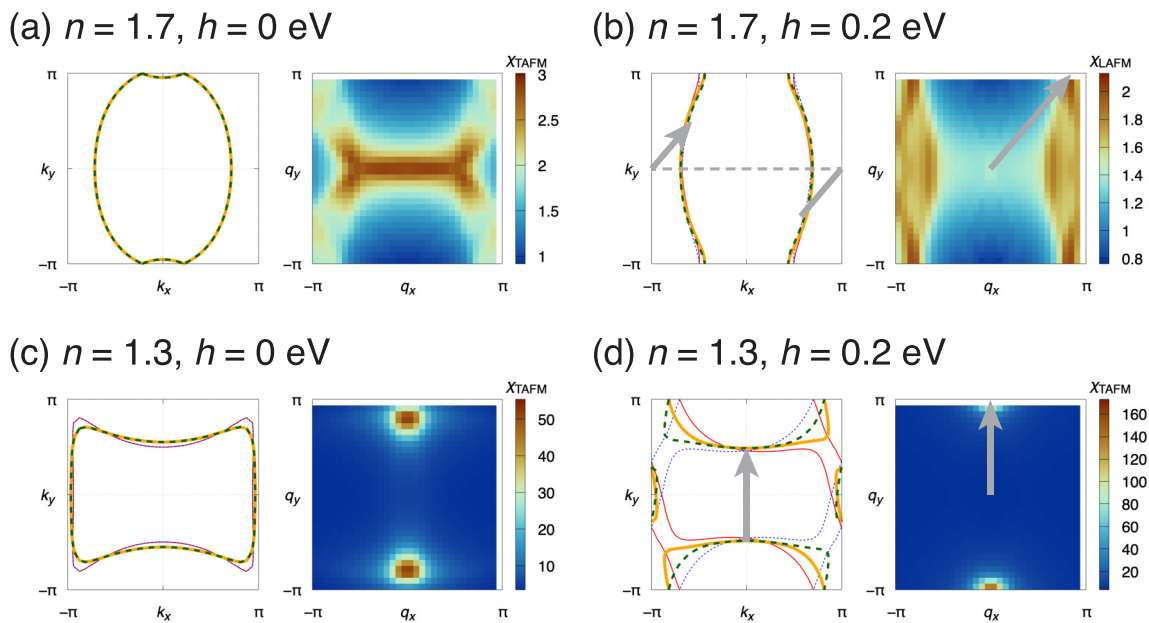 (a) n = 1.7, h = 0 eV
π
ky
−π
−π
kx
π
π
qy
−π
−π
qx
π
χTAFM
3
2.5
2
1.5
1
(b) n = 1.7, h = 0.2 eV
π
ky
−π
−π
kx
π
π
qy
−π
−π
qx
π
χLAFM
2
1.8
1.6
1.4
1.2
1
0.8
(c) n = 1.3, h = 0 eV
π
ky
−π
−π
kx
π
π
qy
−π
−π
qx
π
χTAFM
50
40
30
20
10
(d) n = 1.3, h = 0.2 eV
π
ky
−π
−π
kx
π
π
qy
−π
−π
qx
π
χTAFM
160
140
120
100
80
60
40
20